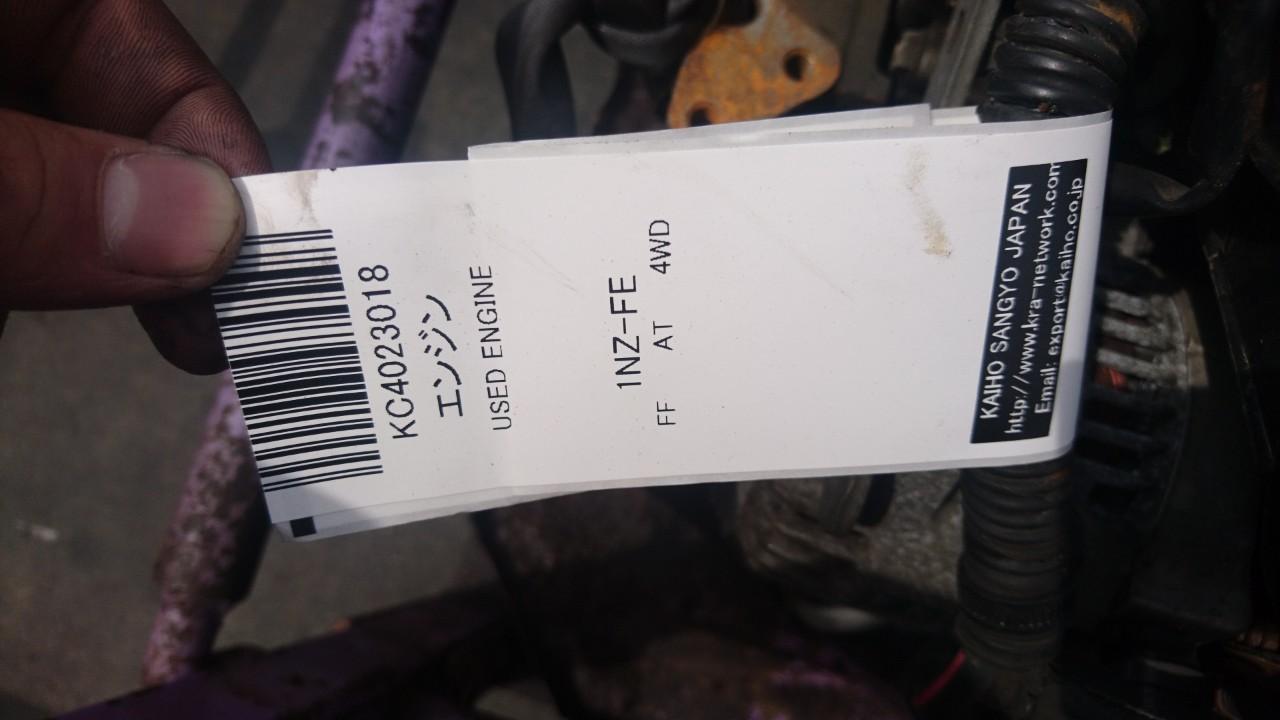 KC4023018
エンジン
USED ENGINE
1NZ-FE
FF AT 4WD
KAIHO SANGYO JAPAN
http://www.kra-network.com
Email: export@kaiho.co.jp